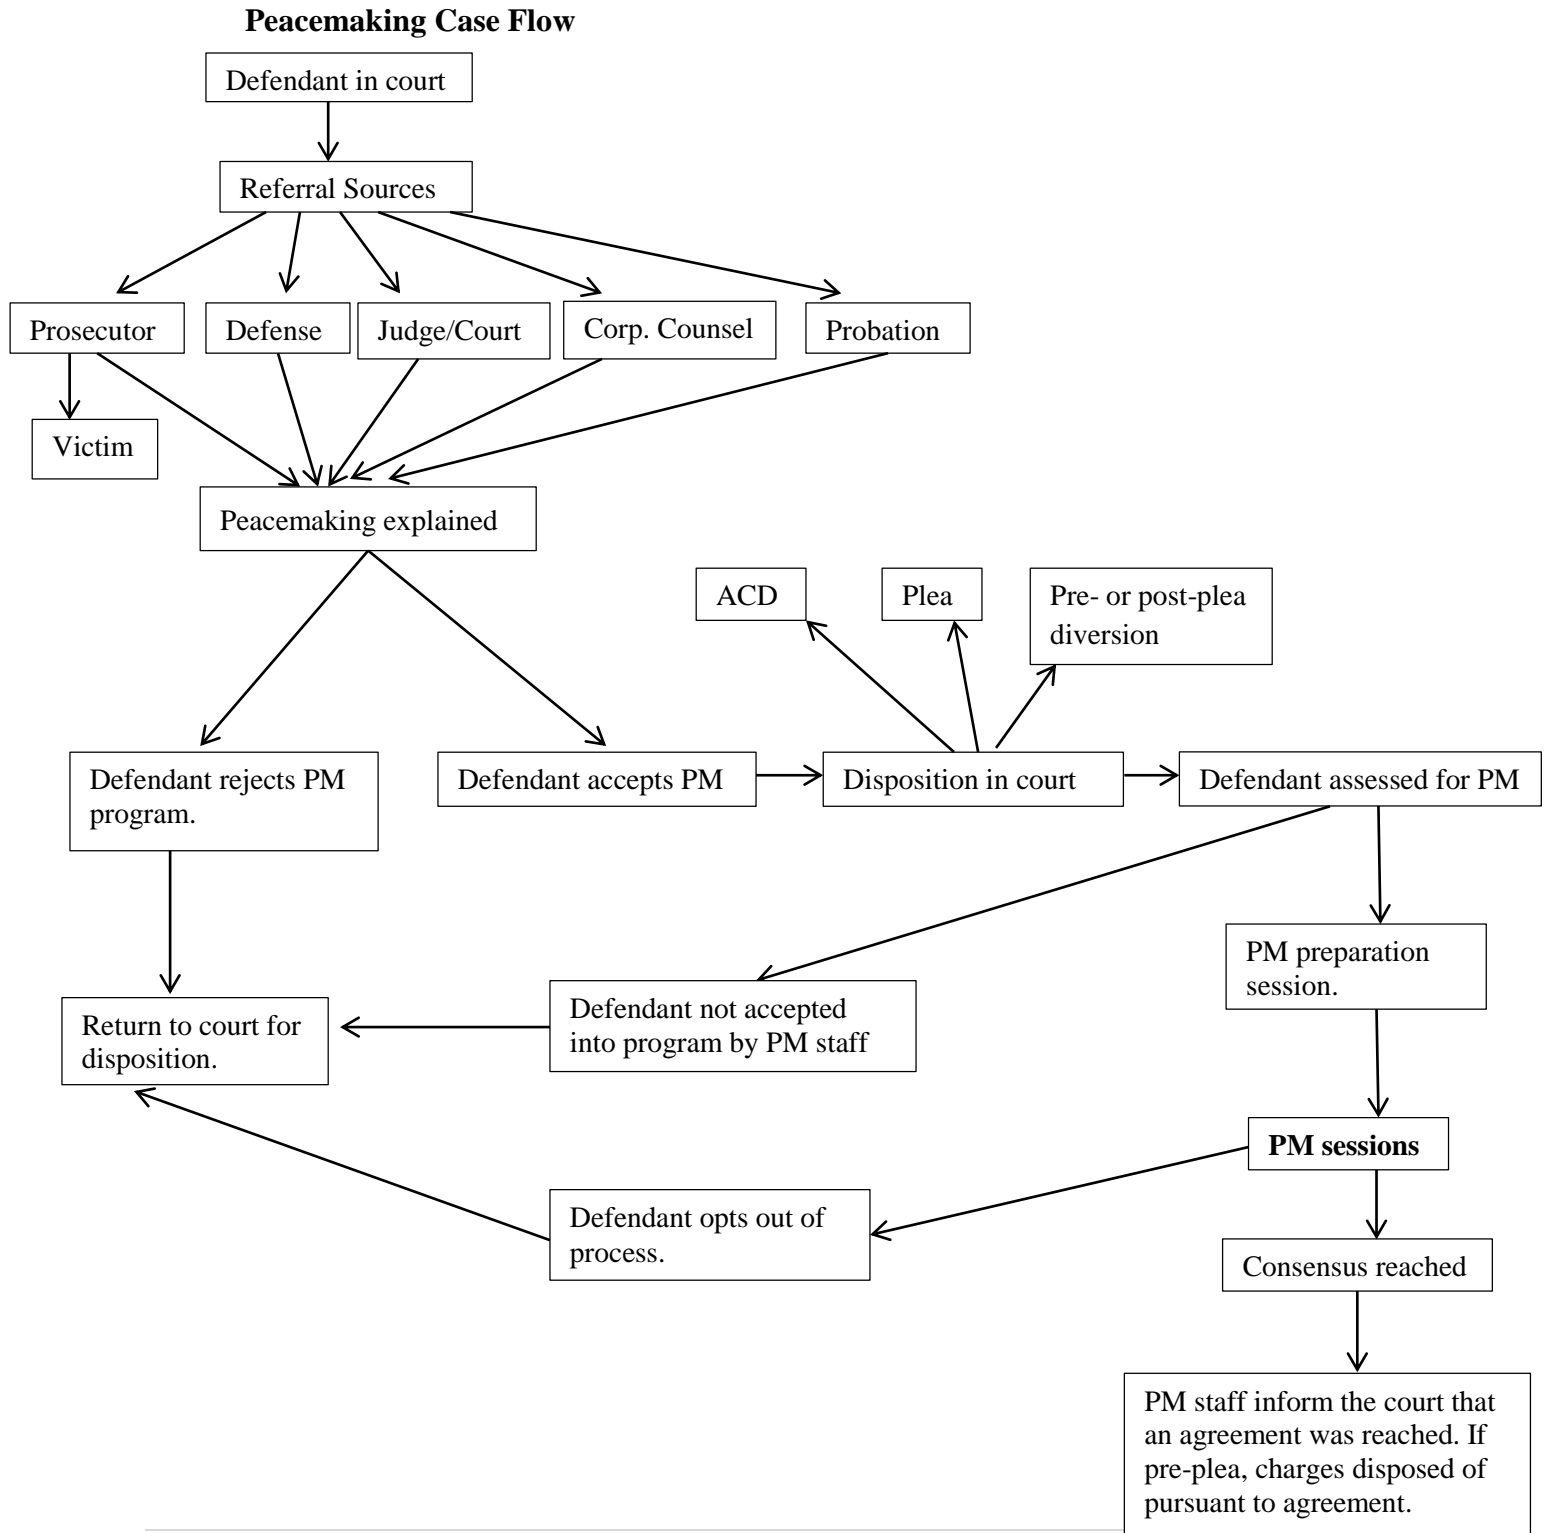 Peacemaking Case Flow
Defendant in court
Referral Sources
Prosecutor
Defense
Judge/Court
Corp. Counsel
Probation
Victim
Peacemaking explained
ACD
Plea
Pre- or post-plea
diversion
Defendant rejects PM
program.
Defendant accepts PM
Disposition in court
Defendant assessed for PM
PM preparation
session.
Defendant not accepted
into program by PM staff
Return to court for
disposition.
PM sessions
Defendant opts out of
process.
Consensus reached
PM staff inform the court that
an agreement was reached. If
pre-plea, charges disposed of
pursuant to agreement.